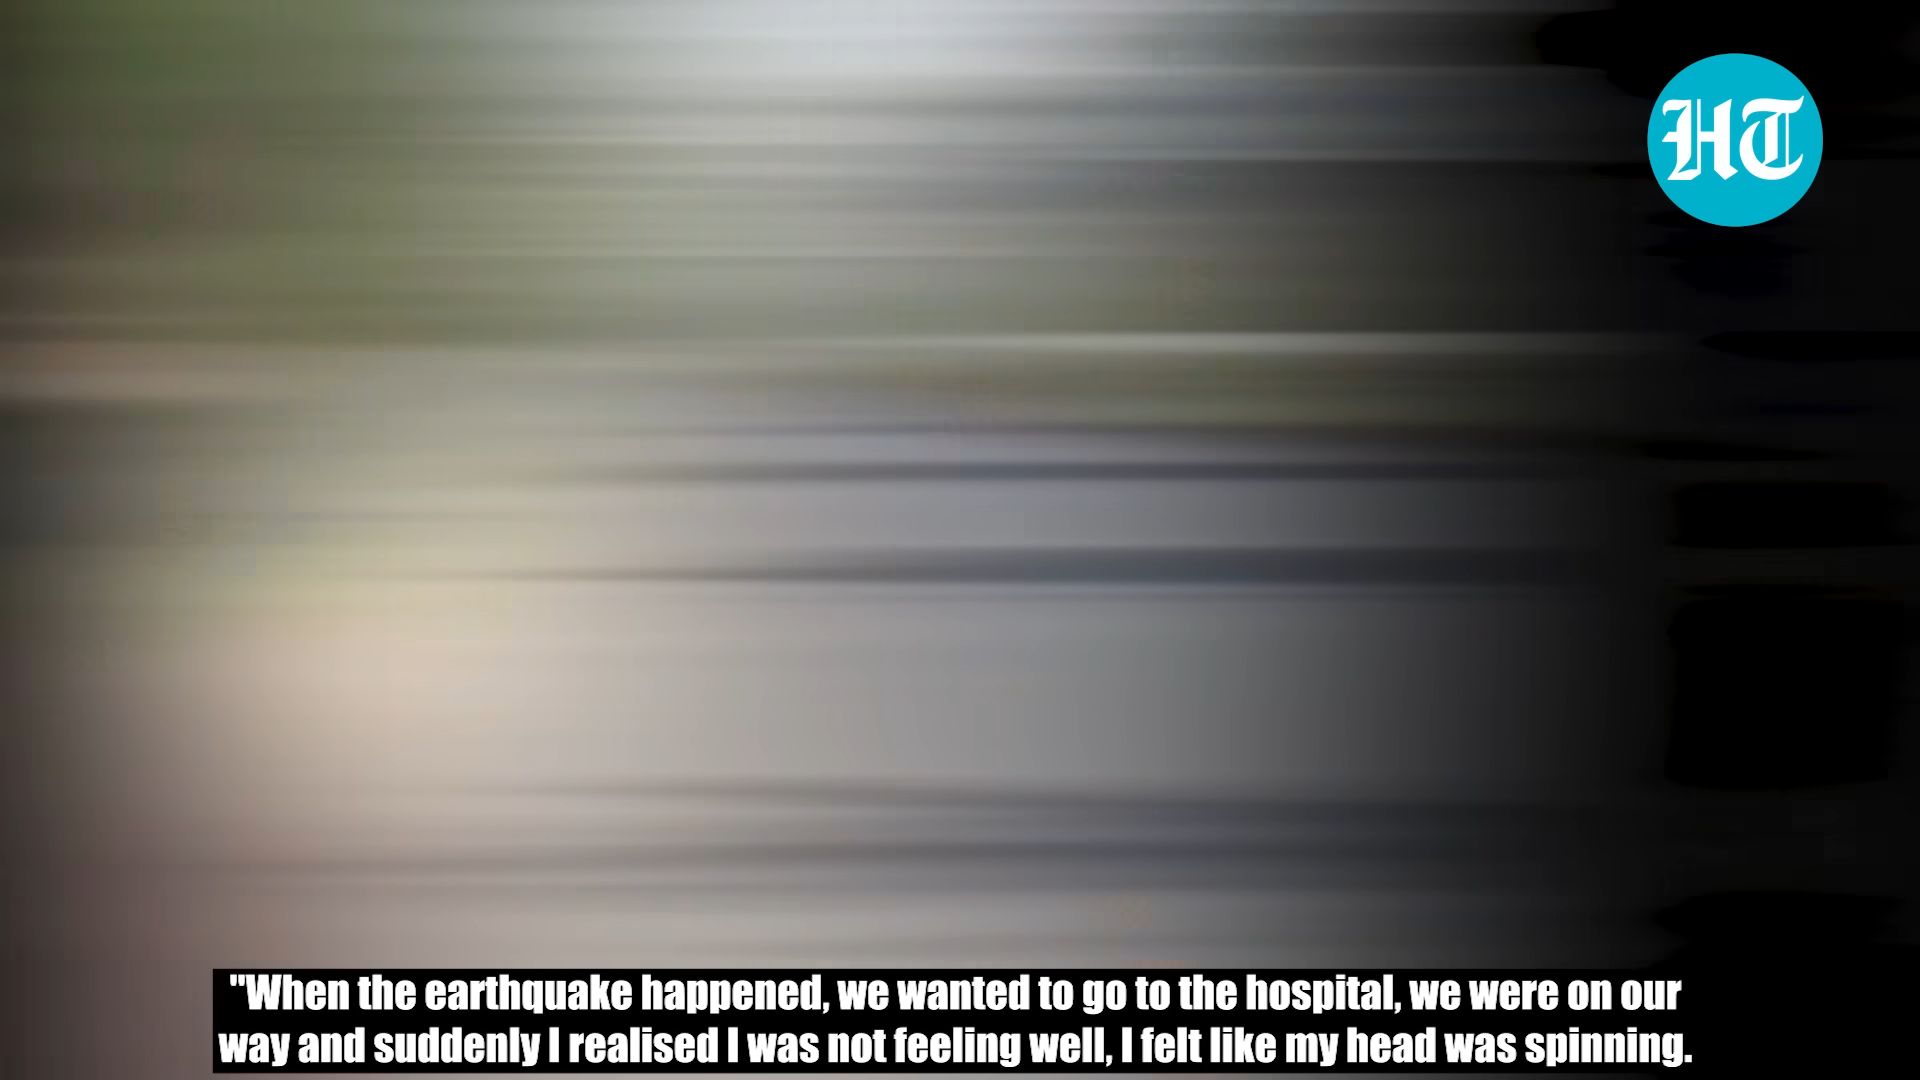 HT
"When the earthquake happened, we wanted to go to the hospital, we were on our
way and suddenly I realised I was not feeling well, I felt like my head was spinning.